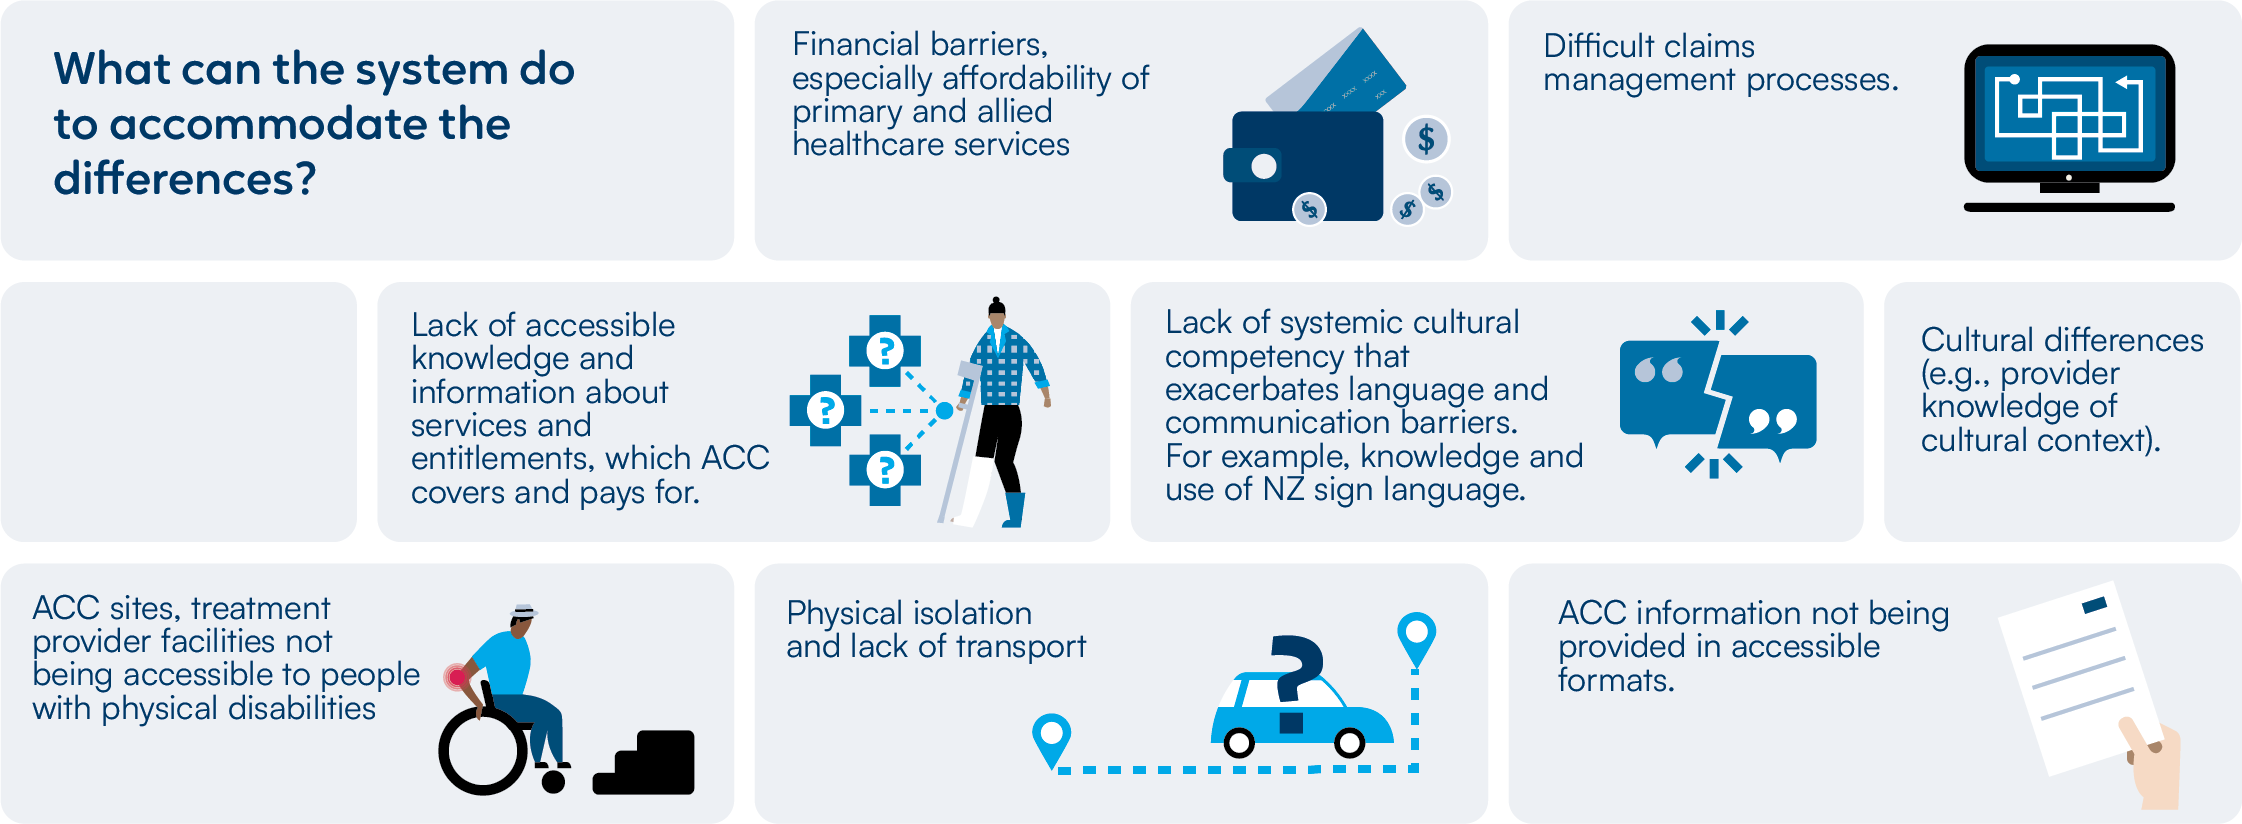 What can the system do
to accommodate the
differences?
Financial barriers,
especially affordability of
primary and allied
healthcare services
xxxx
xxxx
xxxx
xxx
$
$
$
$
Difficult claims
management processes.
Lack of accessible
knowledge and
information about
services and
entitlements, which ACC
covers and pays for.
?
?
?
Lack of systemic cultural
competency that
exacerbates language and
communication barriers.
For example, knowledge and
use of NZ sign language.
Cultural differences
(e.g., provider
knowledge of
cultural context).
ACC sites, treatment
provider facilities not
being accessible to people
with physical disabilities
Physical isolation
and lack of transport
?
ACC information not being
provided in accessible
formats.